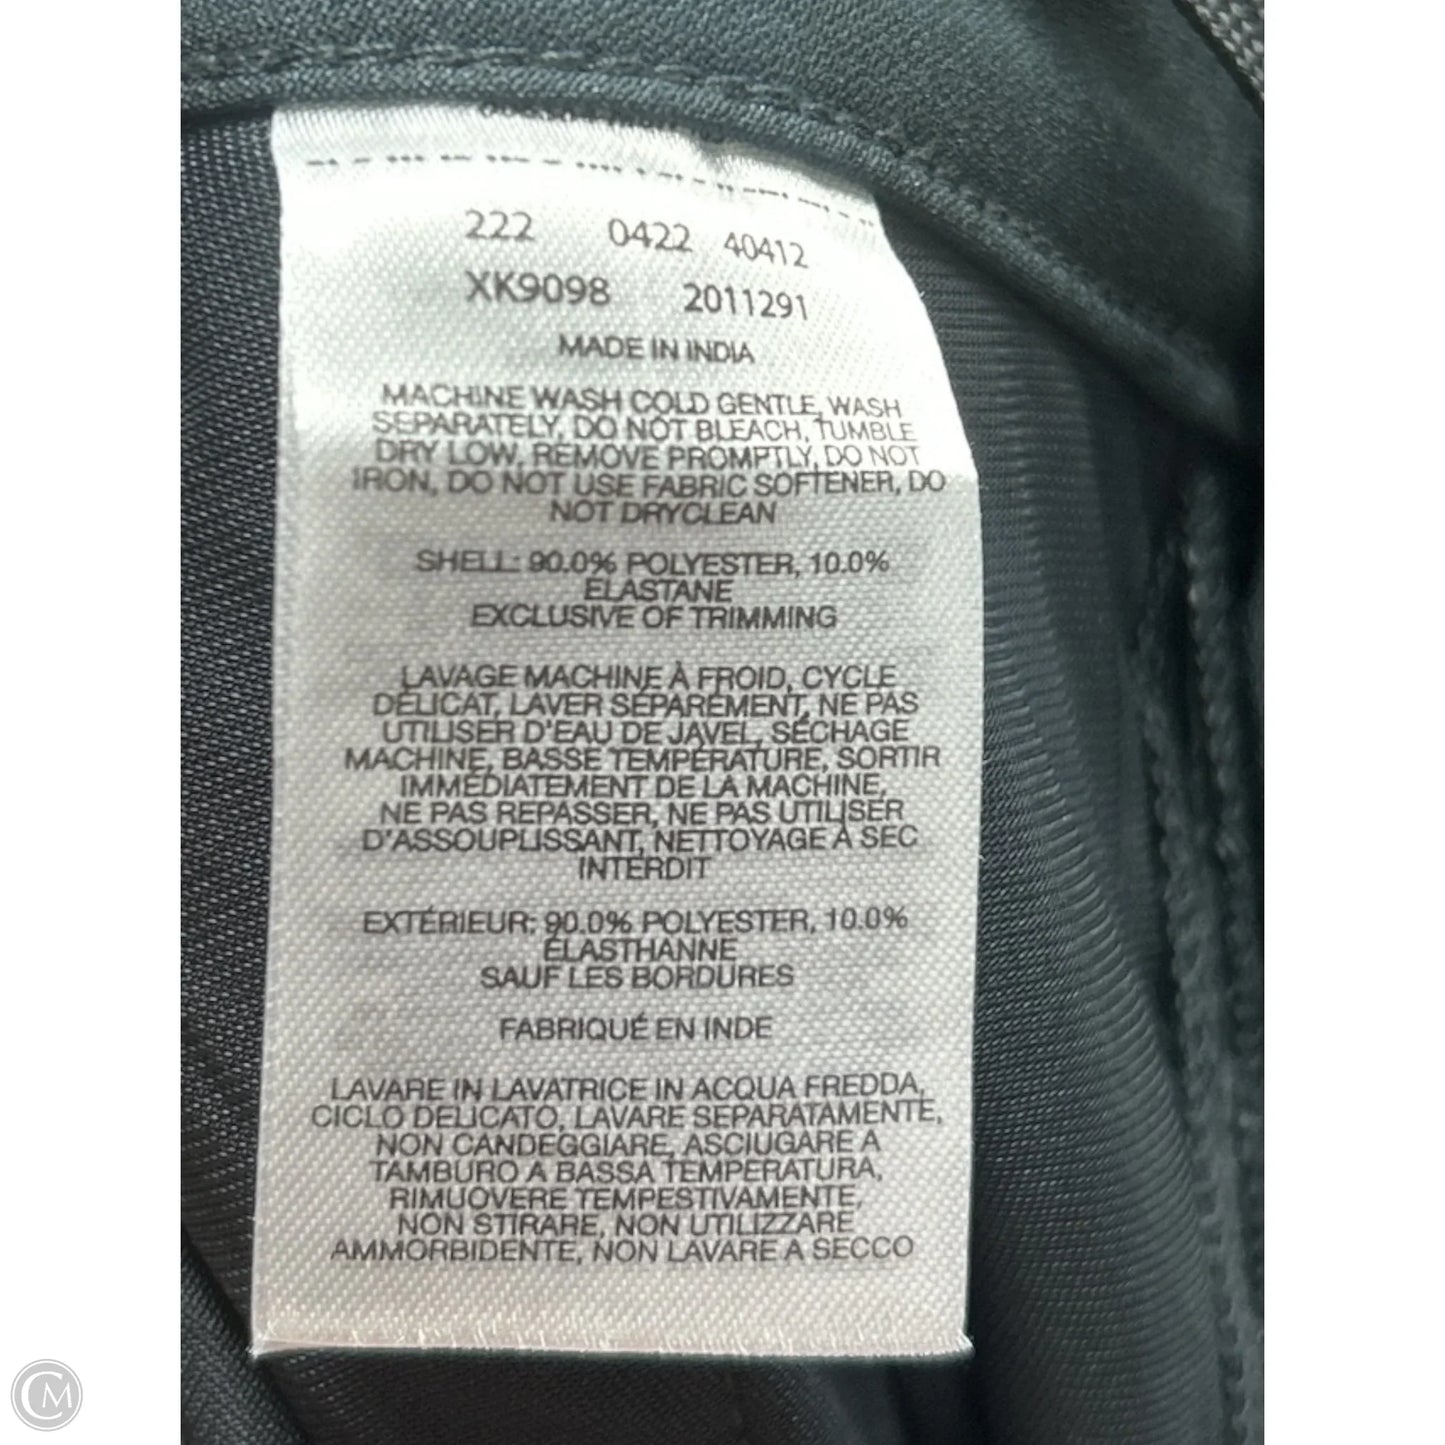 222 0422 40412
XK9098 2011291
MADE IN INDIA
MACHINE WASH COLD GENTLE, WASH
SEPARATELY, DO NOT BLEACH, TUMBLE
DRY LOW, REMOVE PROMPTLY, DO NOT
IRON, DO NOT USE FABRIC SOFTENER, DO
NOT DRYCLEAN
SHELL: 90.0% POLYESTER, 10.0%
ELASTANE
EXCLUSIVE OF TRIMMING
LAVAGE MACHINE À FROID, CYCLE
DÉLICAT, LAVER SÉPARÉMENT, NE PAS
UTILISER D'EAU DE JAVEL, SÉCHAGE
MACHINE, BASSE TEMPÉRATURE, SORTIR
IMMÉDIATEMENT DE LA MACHINE,
NE PAS REPASSER, NE PAS UTILISER
D'ASSOUPLISSANT, NETTOYAGE À SEC
INTERDIT
EXTÉRIEUR: 90.0% POLYESTER, 10.0%
ÉLASTHANNE
SAUF LES BORDURES
FABRIQUÉ EN INDE
LAVARE IN LAVATRICE IN ACQUA FREDDA,
CICLO DELICATO, LAVARE SEPARATAMENTE,
NON CANDEGGIARE, ASCIUGARE A
TAMBURO A BASSA TEMPERATURA,
RIMUOVERE TEMPESTIVAMENTE,
NON STIRARE, NON UTILIZZARE
AMMORBIDENTE, NON LAVARE A SECCO
CM